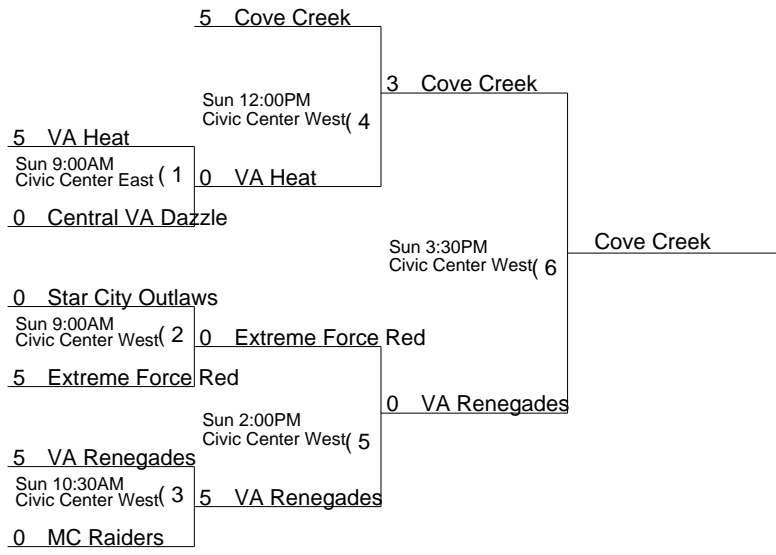 5 Cove Creek
3 Cove Creek
Sun 12:00PM
Civic Center West( 4
5 VA Heat
Sun 9:00AM
Civic Center East ( 1
0 VA Heat
0 Central VA Dazzle
Cove Creek
Sun 3:30PM
Civic Center West( 6
0 Star City Outlaws
Sun 9:00AM
Civic Center West( 2
0 Extreme Force Red
5 Extreme Force Red
0 VA Renegades
Sun 2:00PM
Civic Center West( 5
5 VA Renegades
Sun 10:30AM
Civic Center West( 3
5 VA Renegades
0 MC Raiders